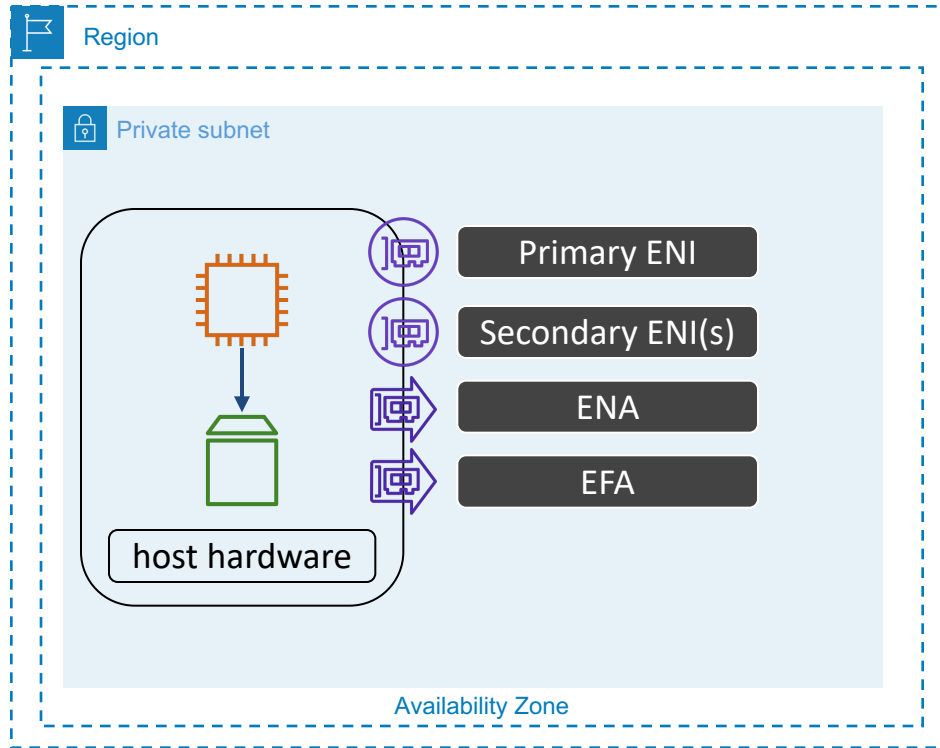 Region
Private subnet
Primary ENI
Secondary ENI(s)
ENA
EFA
host hardware
Availability Zone